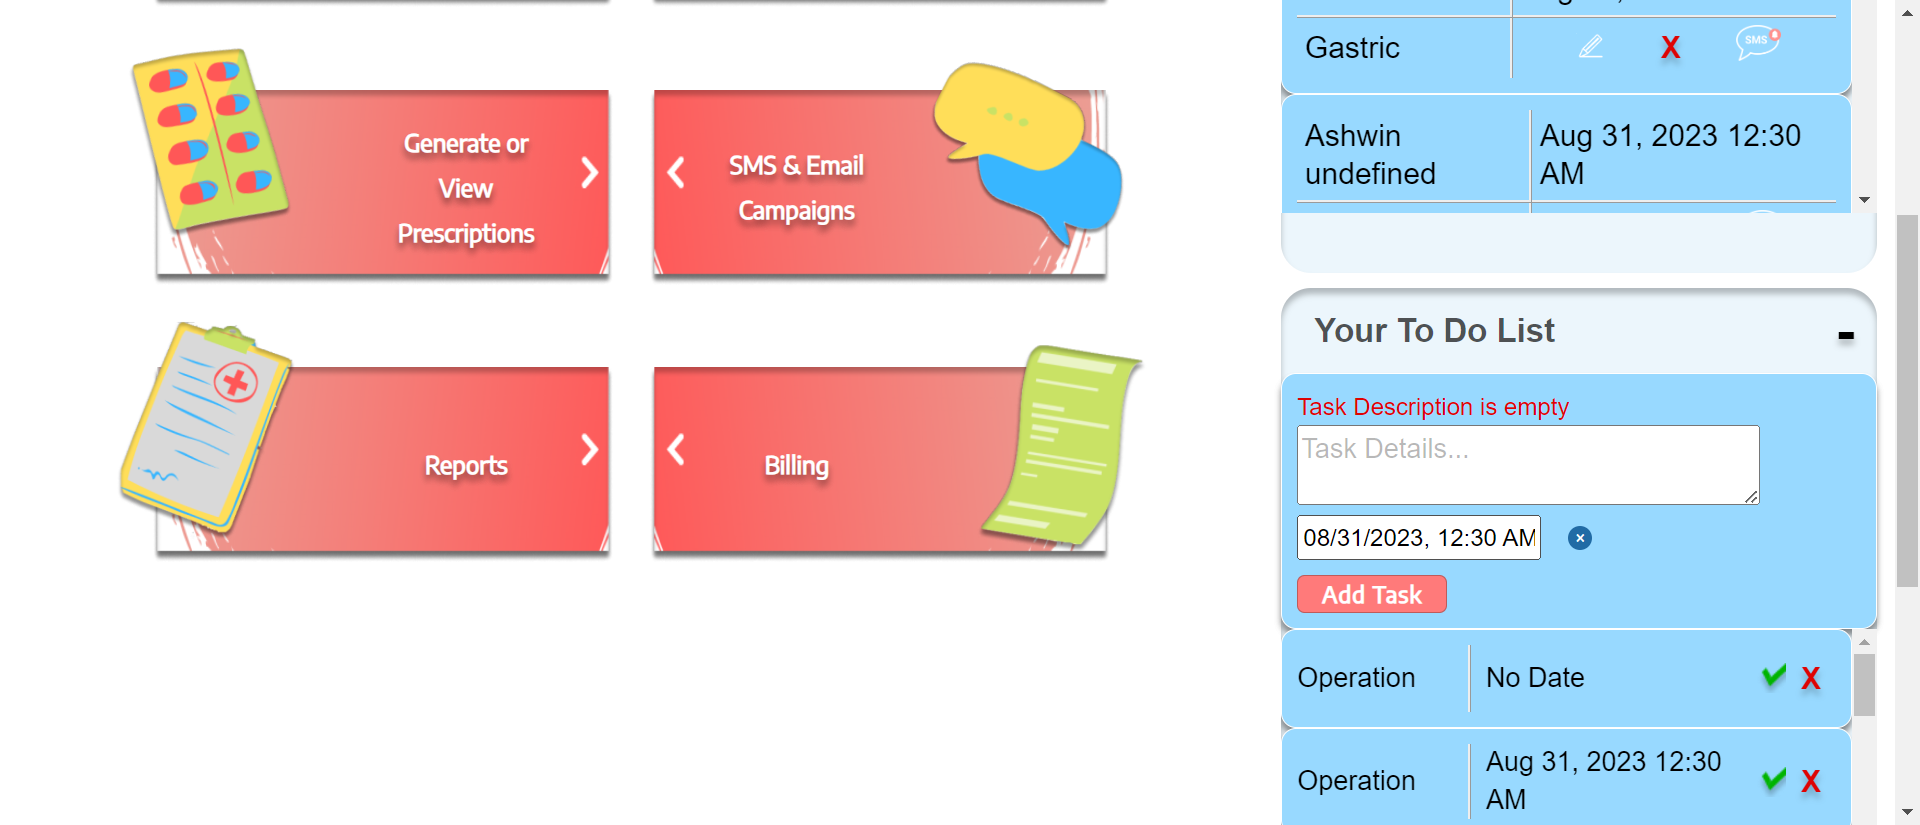 Generate or
View
Prescriptions
SMS & Email
Campaigns
Reports
Billing
Gastric
X
SMS
Ashwin
undefined
Aug 31, 2023 12:30
AM
Your To Do List
-
Task Description is empty
Task Details...
08/31/2023, 12:30 AM
Add Task
Operation
No Date
X
Operation
Aug 31, 2023 12:30
AM
X